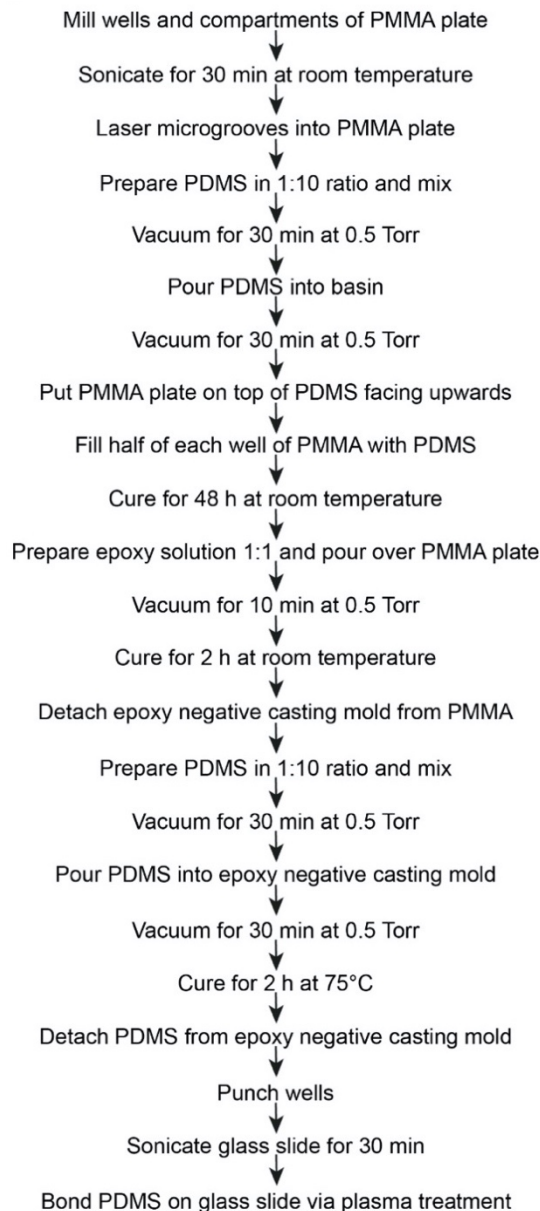 Mill wells and compartments of PMMA plate
Sonicate for 30 min at room temperature
Laser microgrooves into PMMA plate
Prepare PDMS in 1:10 ratio and mix
Vacuum for 30 min at 0.5 Torr
Pour PDMS into basin
Vacuum for 30 min at 0.5 Torr
Put PMMA plate on top of PDMS facing upwards
Fill half of each well of PMMA with PDMS
Cure for 48 h at room temperature
Prepare epoxy solution 1:1 and pour over PMMA plate
Vacuum for 10 min at 0.5 Torr
Cure for 2 h at room temperature
Detach epoxy negative casting mold from PMMA
Prepare PDMS in 1:10 ratio and mix
Vacuum for 30 min at 0.5 Torr
Pour PDMS into epoxy negative casting mold
Vacuum for 30 min at 0.5 Torr
Cure for 2 h at 75°C
Detach PDMS from epoxy negative casting mold
Punch wells
Sonicate glass slide for 30 min
Bond PDMS on glass slide via plasma treatment